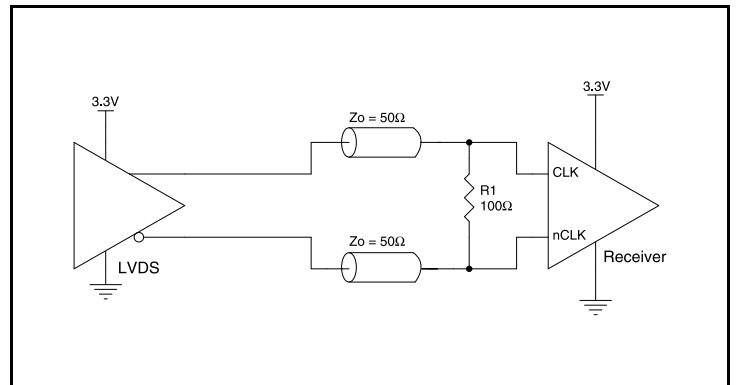 3.3V
3.3V
Zo = 50Ω
CLK
R1
100Ω
nCLK
Zo = 50Ω
LVDS
Receiver